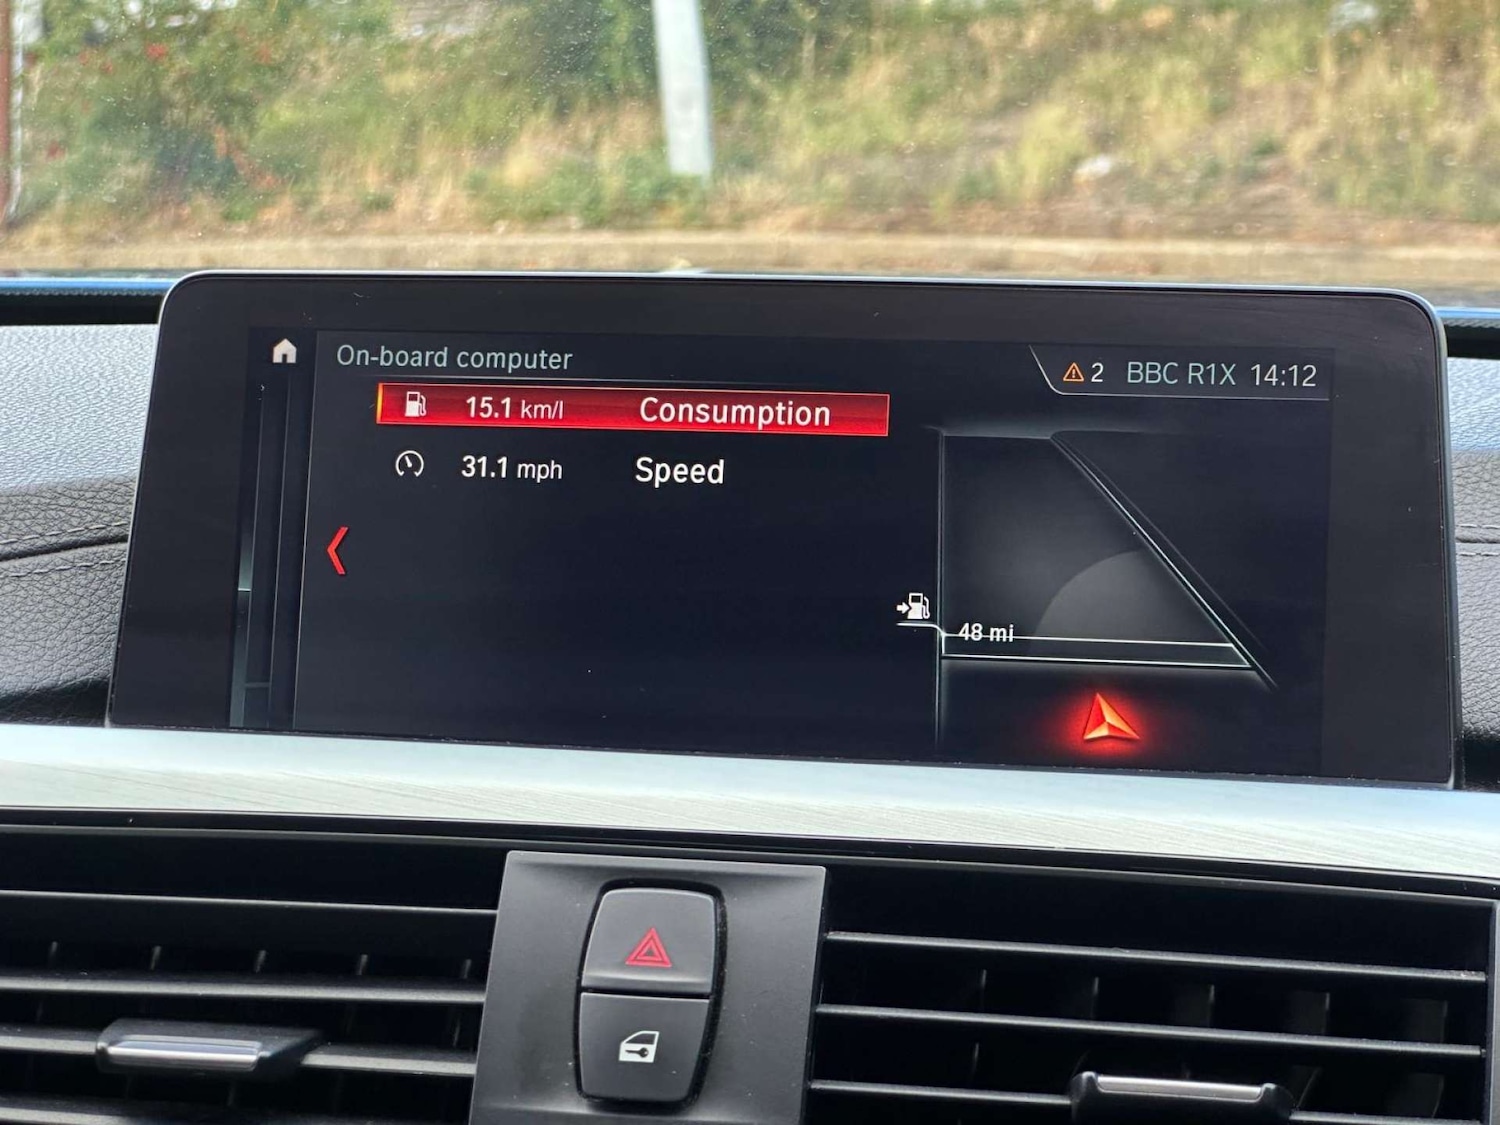 On-board computer
2 BBC R1X 14:12
15.1 km/l Consumption
31.1 mph Speed
48 mi